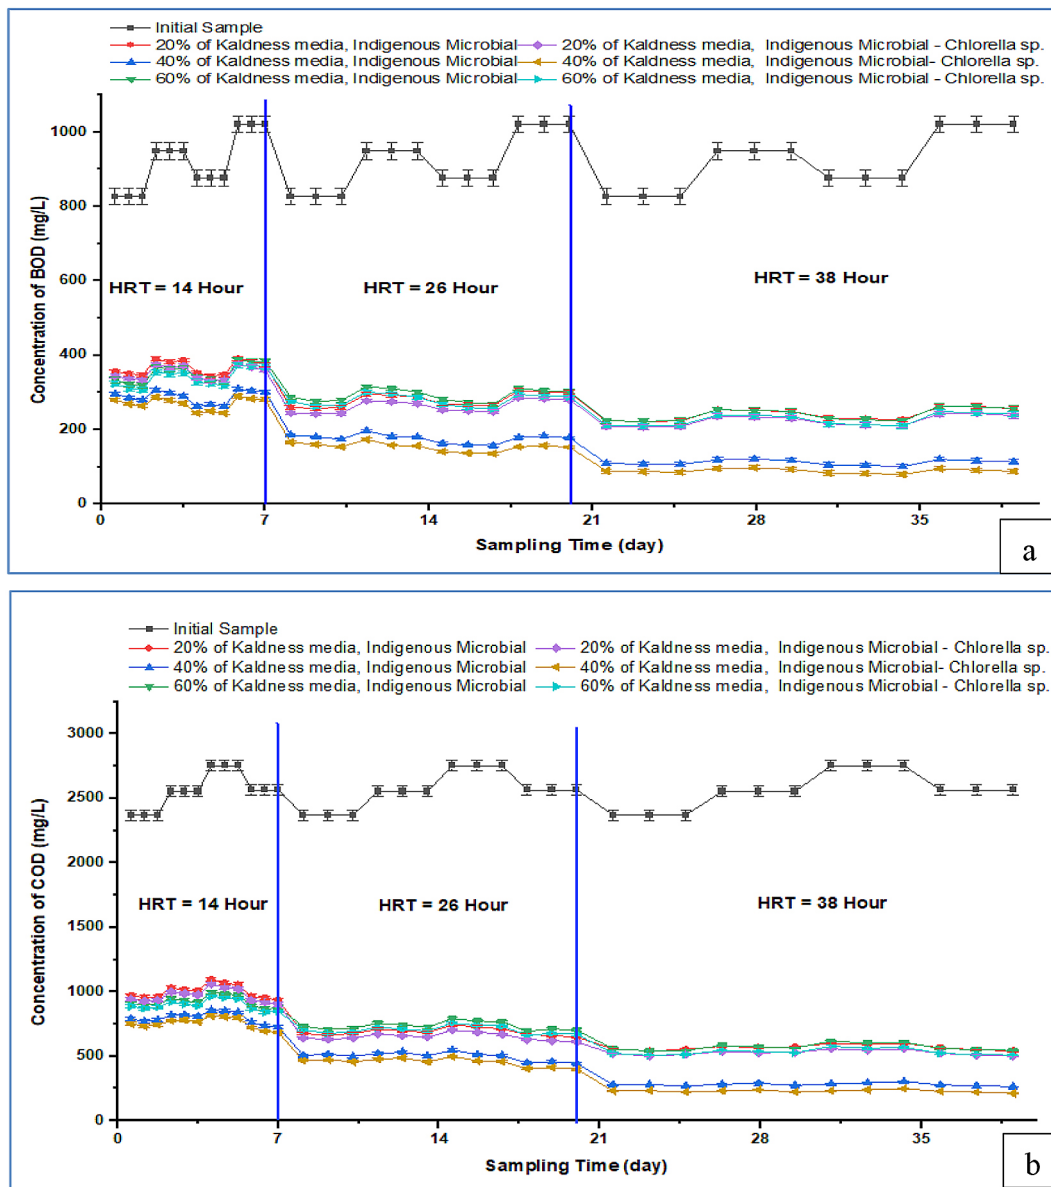 Initial Sample
20% of Kaldness media, Indigenous Microbial 20% of Kaldness media, Indigenous Microbial - Chlorella sp.
40% of Kaldness media, Indigenous Microbial 40% of Kaldness media, Indigenous Microbial- Chlorella sp.
60% of Kaldness media, Indigenous Microbial 60% of Kaldness media, Indigenous Microbial - Chlorella sp.
Concentration of BOD (mg/L)
1000
800
600
400
200
0
HRT = 14 Hour HRT = 26 Hour HRT = 38 Hour
0 7 14 21 28 35
Sampling Time (day)
a
Initial Sample
20% of Kaldness media, Indigenous Microbial 20% of Kaldness media, Indigenous Microbial - Chlorella sp.
40% of Kaldness media, Indigenous Microbial 40% of Kaldness media, Indigenous Microbial- Chlorella sp.
60% of Kaldness media, Indigenous Microbial 60% of Kaldness media, Indigenous Microbial - Chlorella sp.
Concentration of COD (mg/L)
3000
2500
2000
1500
1000
500
0
HRT = 14 Hour HRT = 26 Hour HRT = 38 Hour
0 7 14 21 28 35
Sampling Time (day)
b